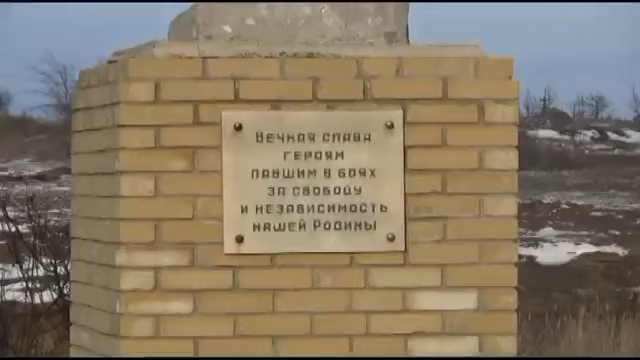 Вечная слава
героям
павшим в боях
за свободу
и независимость
нашей Родины